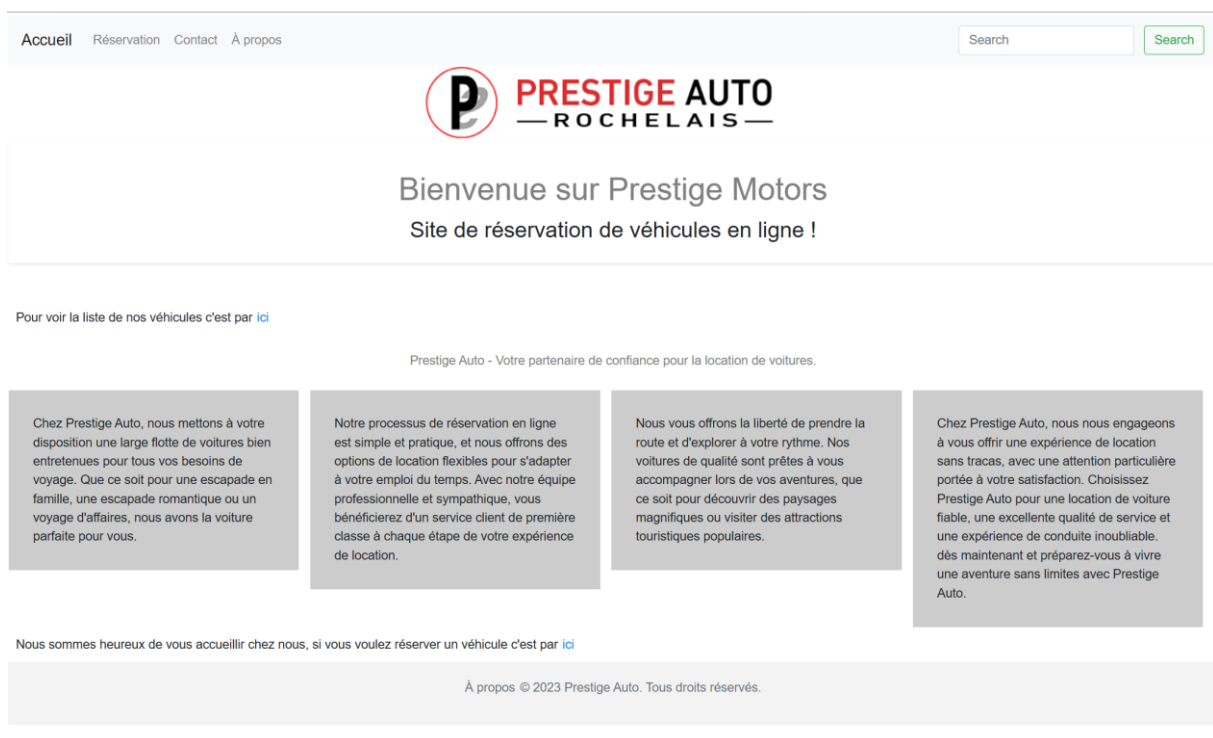 Accueil Réservation Contact À propos Search Search
PRESTIGE AUTO
ROCHELAIS
Bienvenue sur Prestige Motors
Site de réservation de véhicules en ligne !
Pour voir la liste de nos véhicules c'est par ici
Prestige Auto - Votre partenaire de confiance pour la location de voitures.
Chez Prestige Auto, nous mettons à votre
disposition une large flotte de voitures bien
entretenues pour tous vos besoins de
voyage. Que ce soit pour une escapade en
famille, une escapade romantique ou un
voyage d'affaires, nous avons la voiture
parfaite pour vous.
Notre processus de réservation en ligne
est simple et pratique, et nous offrons des
options de location flexibles pour s'adapter
à votre emploi du temps. Avec notre équipe
professionnelle et sympathique, vous
bénéficierez d'un service client de première
classe à chaque étape de votre expérience
de location.
Nous vous offrons la liberté de prendre la
route et d'explorer à votre rythme. Nos
voitures de qualité sont prêtes à vous
accompagner lors de vos aventures, que
ce soit pour découvrir des paysages
magnifiques ou visiter des attractions
touristiques populaires.
Chez Prestige Auto, nous nous engageons
à vous offrir une expérience de location
sans tracas, avec une attention particulière
portée à votre satisfaction. Choisissez
Prestige Auto pour une location de voiture
fiable, une excellente qualité de service et
une expérience de conduite inoubliable.
dès maintenant et préparez-vous à vivre
une aventure sans limites avec Prestige
Auto.
Nous sommes heureux de vous accueillir chez nous, si vous voulez réserver un véhicule c'est par ici
À propos © 2023 Prestige Auto. Tous droits réservés.